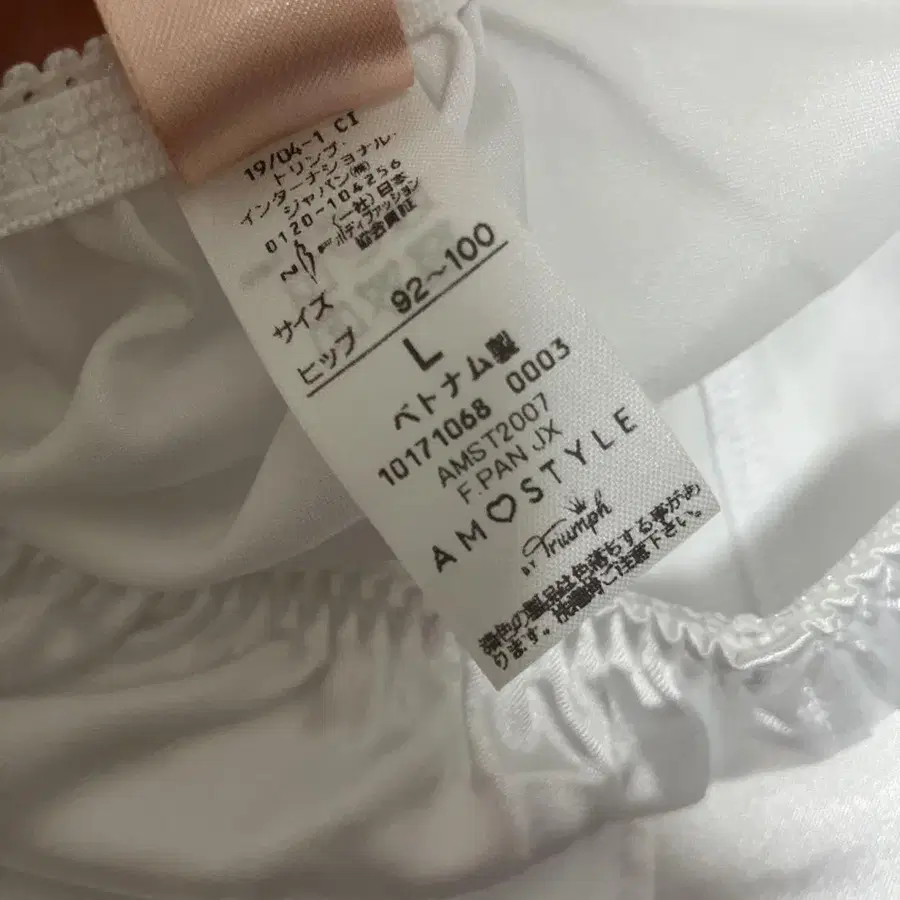 19/04-1 CI
トリンプ・
インターナショナル・
ジャパン㈱
0120-104256
(一社)日本
ボディファッション
協会員証
サイズ
ヒップ 92~100
L
ベトナム製
10171068 0003
AMST2007
F.PAN JX
AM♡STYLE
BY Triumph
濃色の製品は色落ちする事があ
ります。洗濯時ご注意下さい。